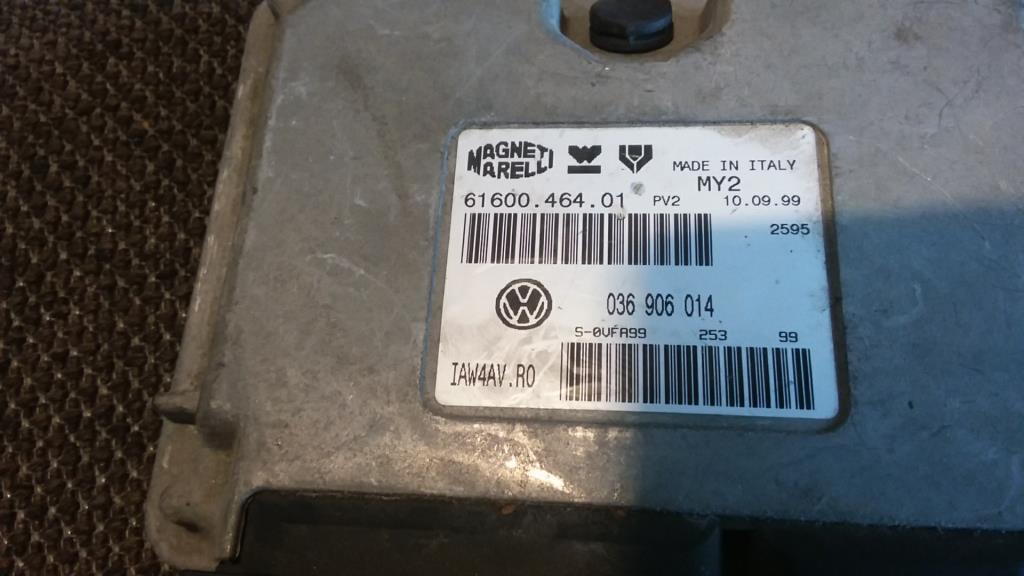 MAGNETI MARELLI
MADE IN ITALY
MY2
61600.464.01 PV2 10.09.99
2595
VW
036 906 014
S-0VFA99 253 99
IAW4AV.R0